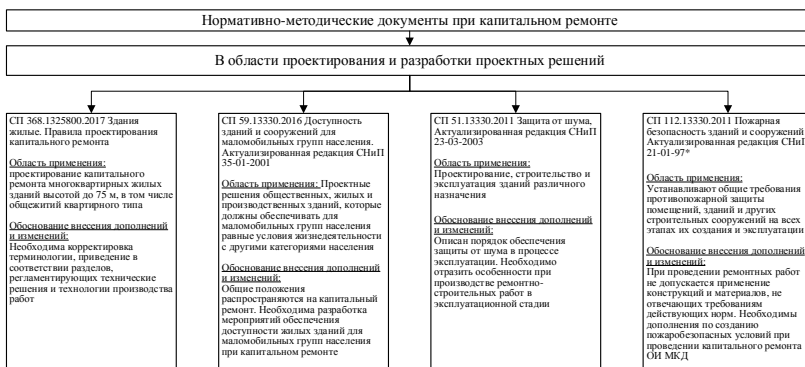 Нормативно-методические документы при капитальном ремонте
В области проектирования и разработки проектных решений
СП 368.1325800.2017 Здания
жилые. Правила проектирования
капитального ремонта
Область применения:
проектирование капитального
ремонта многоквартирных жилых
зданий высотой до 75 м, в том числе
общежитий квартирного типа
Обоснование внесения дополнений
и изменений:
Необходима корректировка
терминологии, приведение в
соответствии разделов,
регламентирующих технические
решения и технологии производства
работ
СП 59.13330.2016 Доступность
зданий и сооружений для
маломобильных групп населения.
Актуализированная редакция СНиП
35-01-2001
Область применения: Проектные
решения общественных, жилых и
производственных зданий, которые
должны обеспечивать для
маломобильных групп населения
равные условия жизнедеятельности
с другими категориями населения
Обоснование внесения дополнений
и изменений:
Общие положения
распространяются на капитальный
ремонт. Необходима разработка
мероприятий обеспечения
доступности жилых зданий для
маломобильных групп населения
при капитальном ремонте
СП 51.13330.2011 Защита от шума,
Актуализированная редакция СНиП
23-03-2003
Область применения:
Проектирование, строительство и
эксплуатация зданий различного
назначения
Обоснование внесения дополнений
и изменений:
Описан порядок обеспечения
защиты от шума в процессе
эксплуатации. Необходимо
отразить особенности при
производстве ремонтно-
строительных работ в
эксплуатационной стадии
СП 112.13330.2011 Пожарная
безопасность зданий и сооружений
Актуализированная редакция СНиП
21-01-97*
Область применения:
Устанавливают общие требования
противопожарной защиты
помещений, зданий и других
строительных сооружений на всех
этапах их создания и эксплуатации
Обоснование внесения дополнений
и изменений:
При проведении ремонтных работ
не допускается применение
конструкций и материалов, не
отвечающих требованиям
действующих норм. Необходимы
дополнения по созданию
пожаробезопасных условий при
проведении капитального ремонта
ОИ МКД